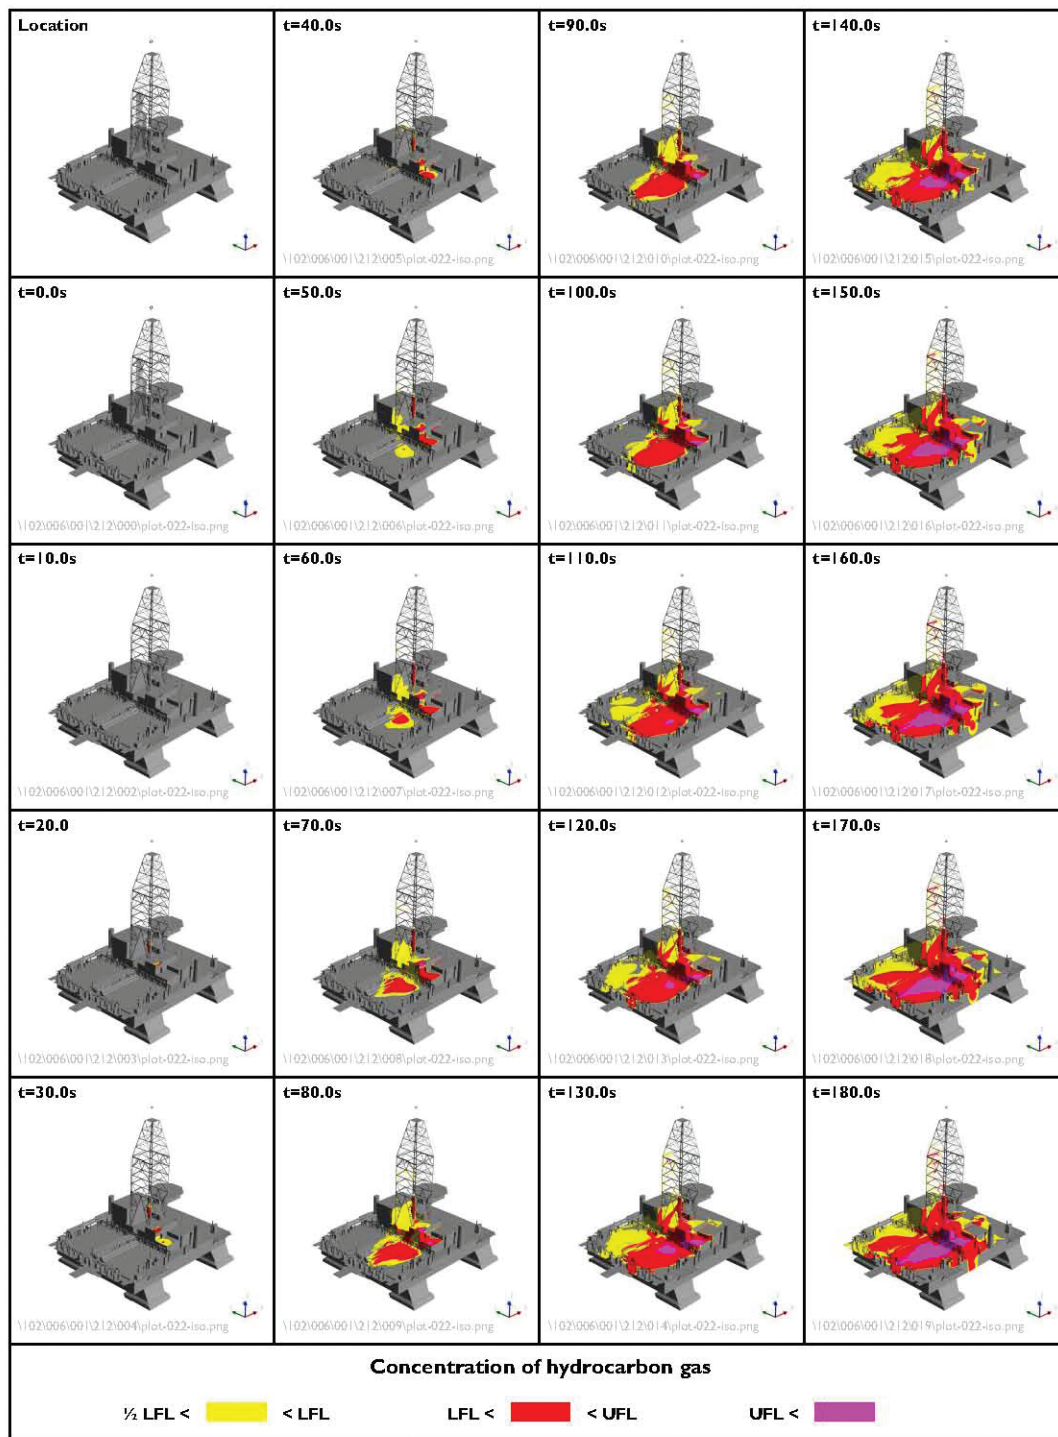 Location
t=40.0s
t=90.0s
t=140.0s
\102\006\001\212\005\plot-022-iso.png
\102\006\001\212\010\plot-022-iso.png
\102\006\001\212\015\plot-022-iso.png
t=0.0s
t=50.0s
t=100.0s
t=150.0s
\102\006\001\212\000\plot-022-iso.png
\102\006\001\212\006\plot-022-iso.png
\102\006\001\212\011\plot-022-iso.png
\102\006\001\212\016\plot-022-iso.png
t=10.0s
t=60.0s
t=110.0s
t=160.0s
\102\006\001\212\002\plot-022-iso.png
\102\006\001\212\007\plot-022-iso.png
\102\006\001\212\012\plot-022-iso.png
\102\006\001\212\017\plot-022-iso.png
t=20.0
t=70.0s
t=120.0s
t=170.0s
\102\006\001\212\003\plot-022-iso.png
\102\006\001\212\008\plot-022-iso.png
\102\006\001\212\013\plot-022-iso.png
\102\006\001\212\018\plot-022-iso.png
t=30.0s
t=80.0s
t=130.0s
t=180.0s
\102\006\001\212\004\plot-022-iso.png
\102\006\001\212\009\plot-022-iso.png
\102\006\001\212\014\plot-022-iso.png
\102\006\001\212\019\plot-022-iso.png
Concentration of hydrocarbon gas
½ LFL < < LFL LFL < < UFL UFL <